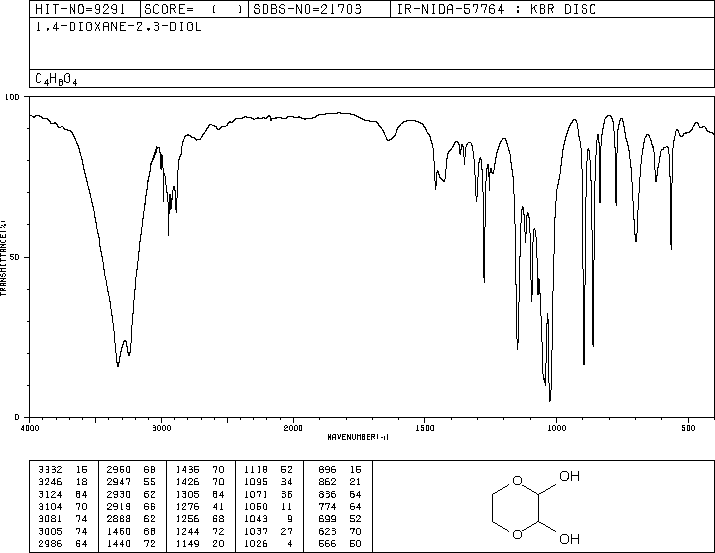 HIT-NO=9291 SCORE= ( ) SDBS-NO=21703 IR-NIDA-57764 : KBR DISC
1,4-DIOXANE-2,3-DIOL
C4H8O4
100
50
0
TRANSMITTANCE(%)
4000 3000 2000 1500 1000 500
WAVENUMBER(-1)
3332 16 2960 68 1436 70 1118 62 896 15
3246 18 2947 55 1426 70 1095 34 862 21
3124 84 2930 62 1305 64 1071 36 836 64
3104 70 2919 66 1276 41 1050 11 774 64
3081 74 2888 62 1256 68 1043 9 699 52
3005 74 1460 68 1244 72 1037 27 623 70
2986 64 1440 72 1149 20 1026 4 566 50
O OH
O OH